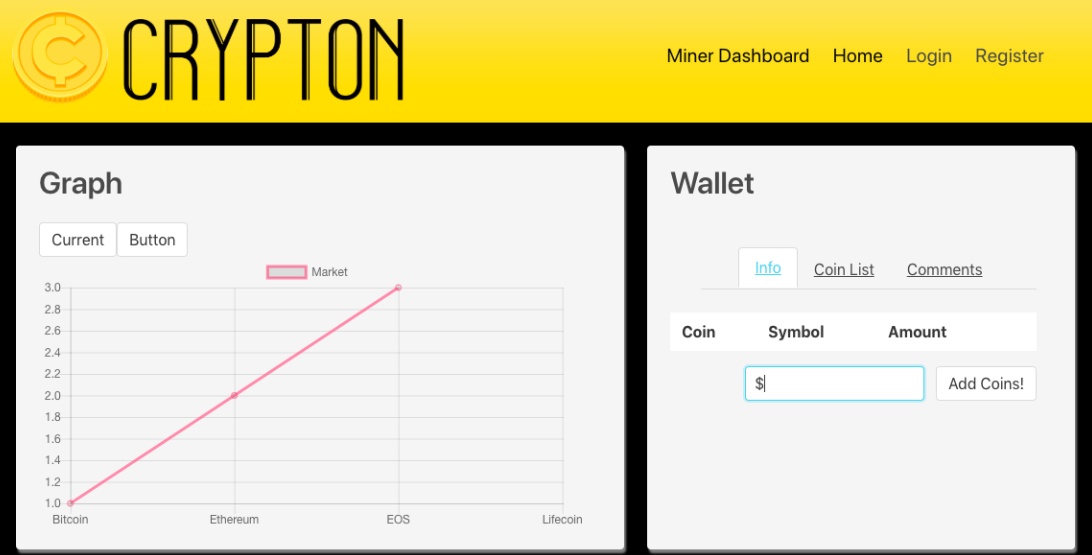 CRYPTON
Miner Dashboard Home Login Register
Graph
Current Button
Market
3.0
2.8
2.6
2.4
2.2
2.0
1.8
1.6
1.4
1.2
1.0
Bitcoin Ethereum EOS Lifecoin
Wallet
Info Coin List Comments
Coin Symbol Amount
$ Add Coins!